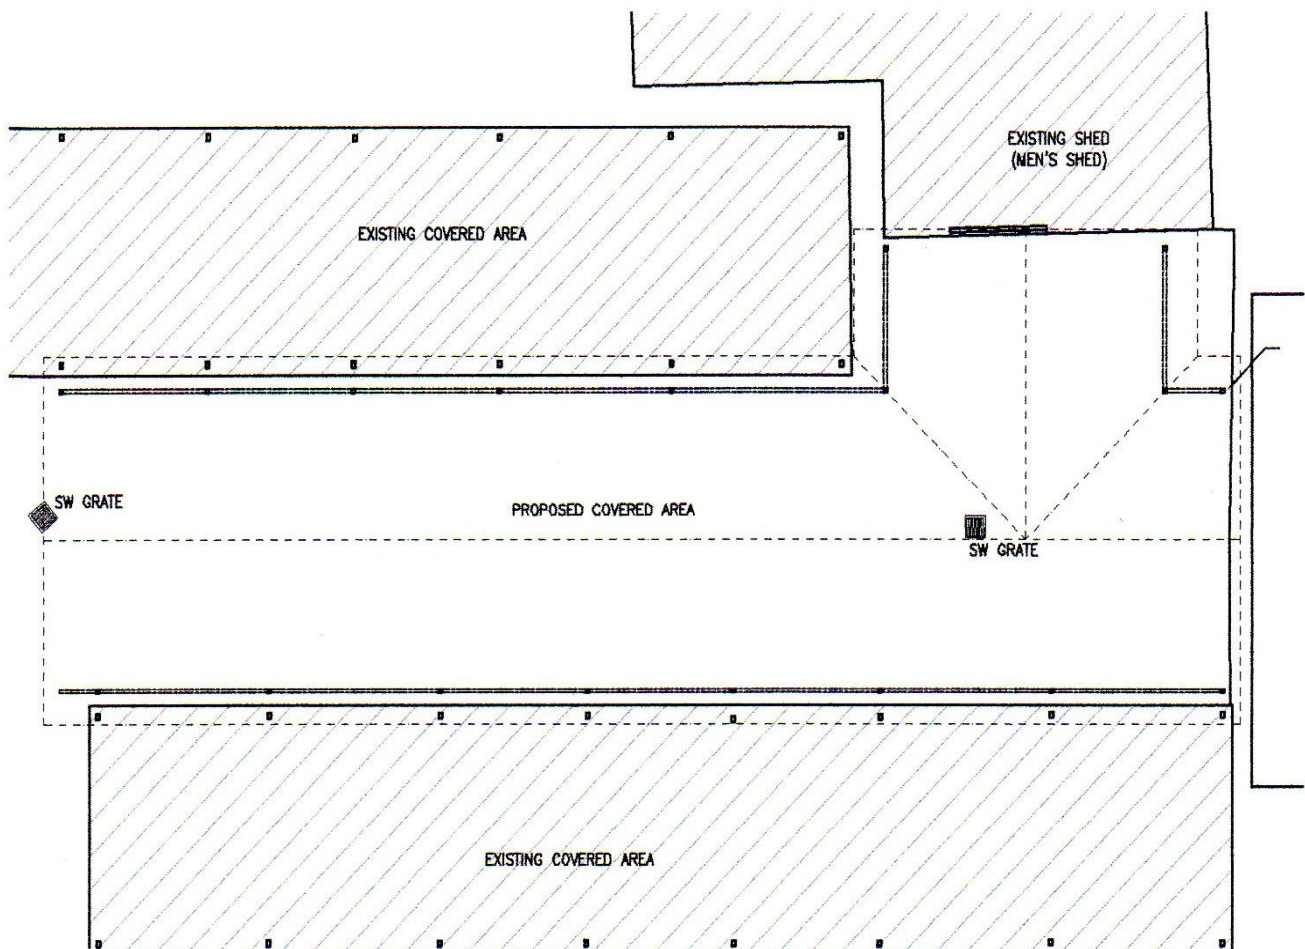 EXISTING SHED
(MEN'S SHED)
EXISTING COVERED AREA
SW GRATE
PROPOSED COVERED AREA
SW GRATE
EXISTING COVERED AREA